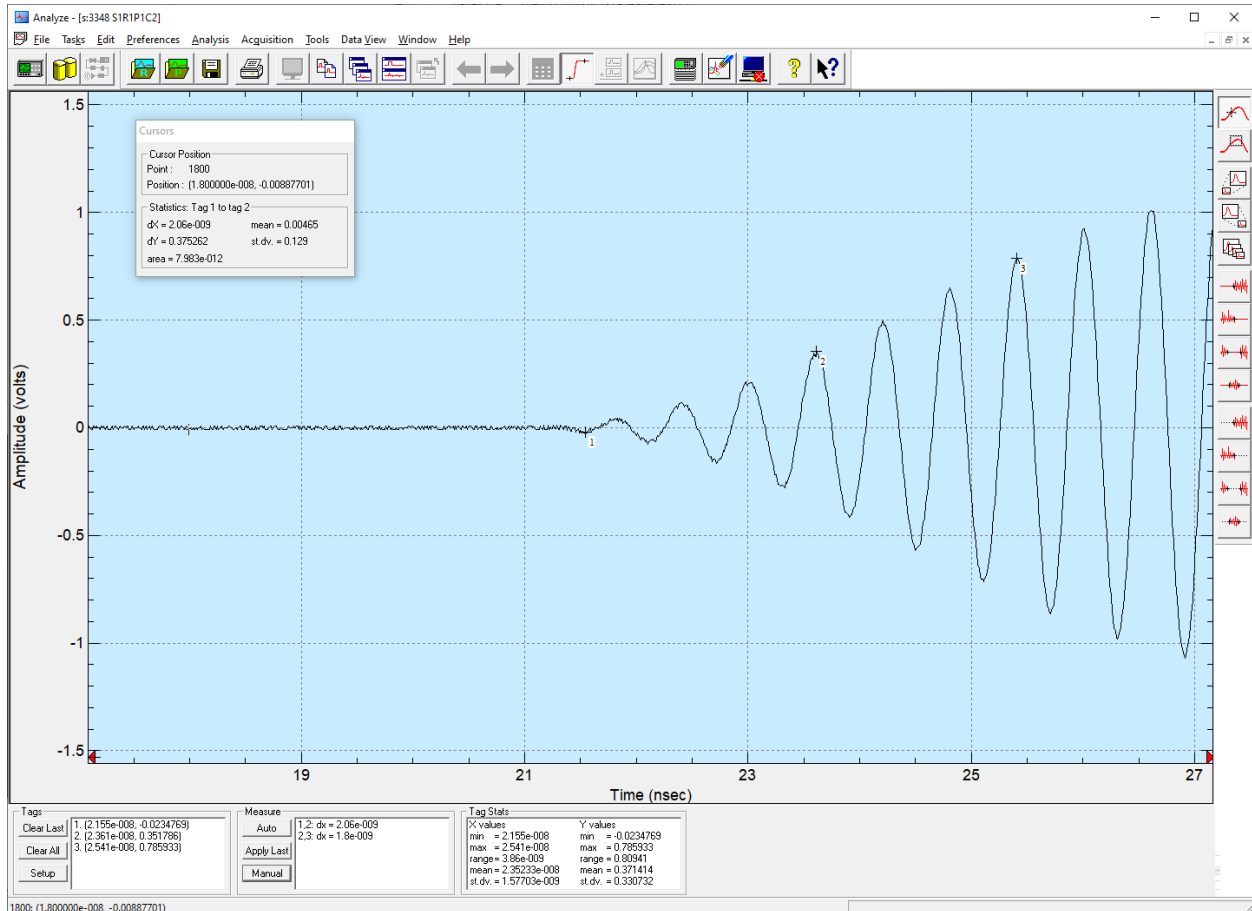 Analyze - [s:3348 S1R1P1C2]
File Tasks Edit Preferences Analysis Acquisition Tools Data View Window Help
R P ? ?
Cursors
Cursor Position
Point : 1800
Position : (1.800000e-008, -0.00887701)
Statistics: Tag 1 to tag 2
dX = 2.06e-009 mean = 0.00465
dY = 0.375262 st.dv. = 0.129
area = 7.983e-012
1.5
1
0.5
0
-0.5
-1
-1.5
Amplitude (volts)
1
2
3
19 21 23 25 27
Time (nsec)
Tags
Clear Last
Clear All
Setup
1. (2.155e-008, -0.0234769)
2. (2.361e-008, 0.351786)
3. (2.541e-008, 0.785933)
Measure
Auto
Apply Last
Manual
1,2: dx = 2.06e-009
2,3: dx = 1.8e-009
Tag Stats
X values Y values
min = 2.155e-008 min = -0.0234769
max = 2.541e-008 max = 0.785933
range = 3.86e-009 range = 0.80941
mean = 2.35233e-008 mean = 0.371414
st.dv. = 1.57703e-009 st.dv. = 0.330732
1800: (1.800000e-008, -0.00887701)